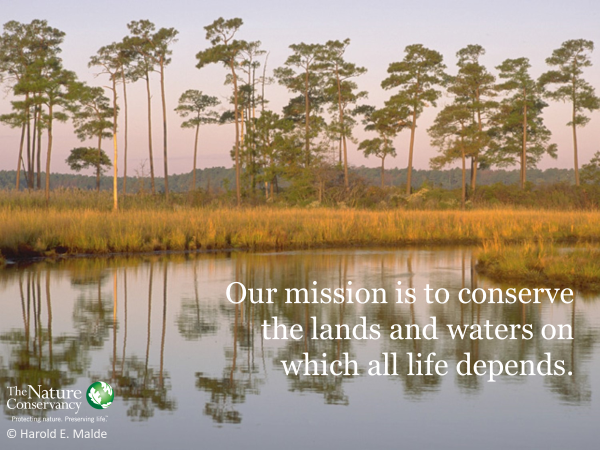 Our mission is to conserve
the lands and waters on
which all life depends.
The Nature
Conservancy
Protecting nature. Preserving life.™
© Harold E. Malde